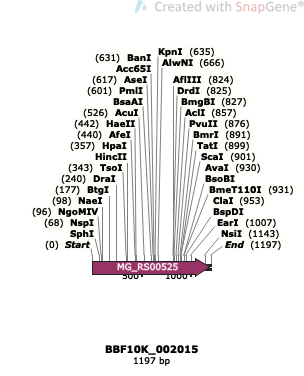 Created with SnapGene®
KpnI (635)
(631) BanI
AlwNI (666)
Acc65I
(617) AseI
AflIII (824)
(601) PmlI
DrdI (825)
BsaAI
BmgBI (827)
(526) AcuI
AclI (857)
(442) HaeII
PvuII (876)
(440) AfeI
BmrI (891)
(357) HpaI
TatI (899)
HincII
ScaI (901)
(343) TsoI
AvaI (930)
(240) DraI
BsoBI
(177) BtgI
BmeT110I (931)
(98) NaeI
ClaI (953)
(96) NgoMIV
BspDI
(68) NspI
EarI (1007)
SphI
NsiI (1143)
(0) Start
End (1197)
MG_RS00525
500
1000
BBF10K_002015
1197 bp